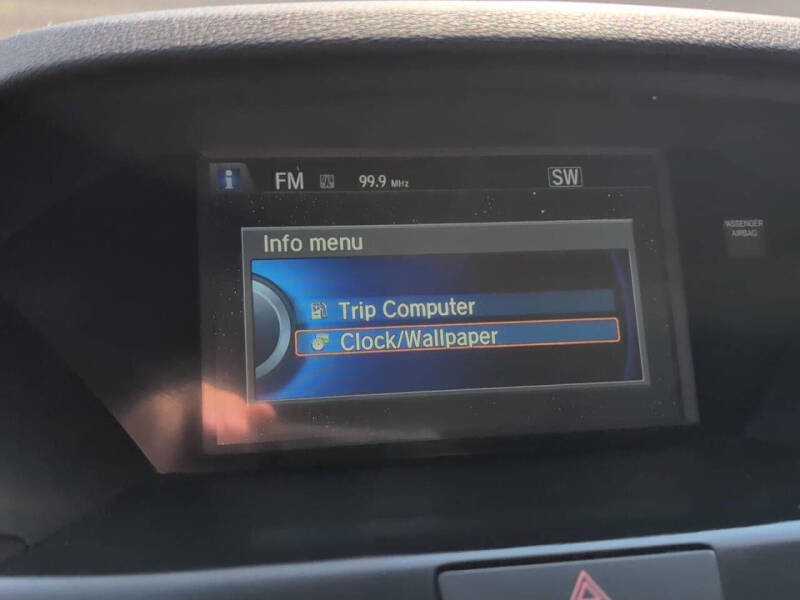 i FM 99.9 MHz SW
Info menu
Trip Computer
Clock/Wallpaper
PASSENGER
AIRBAG